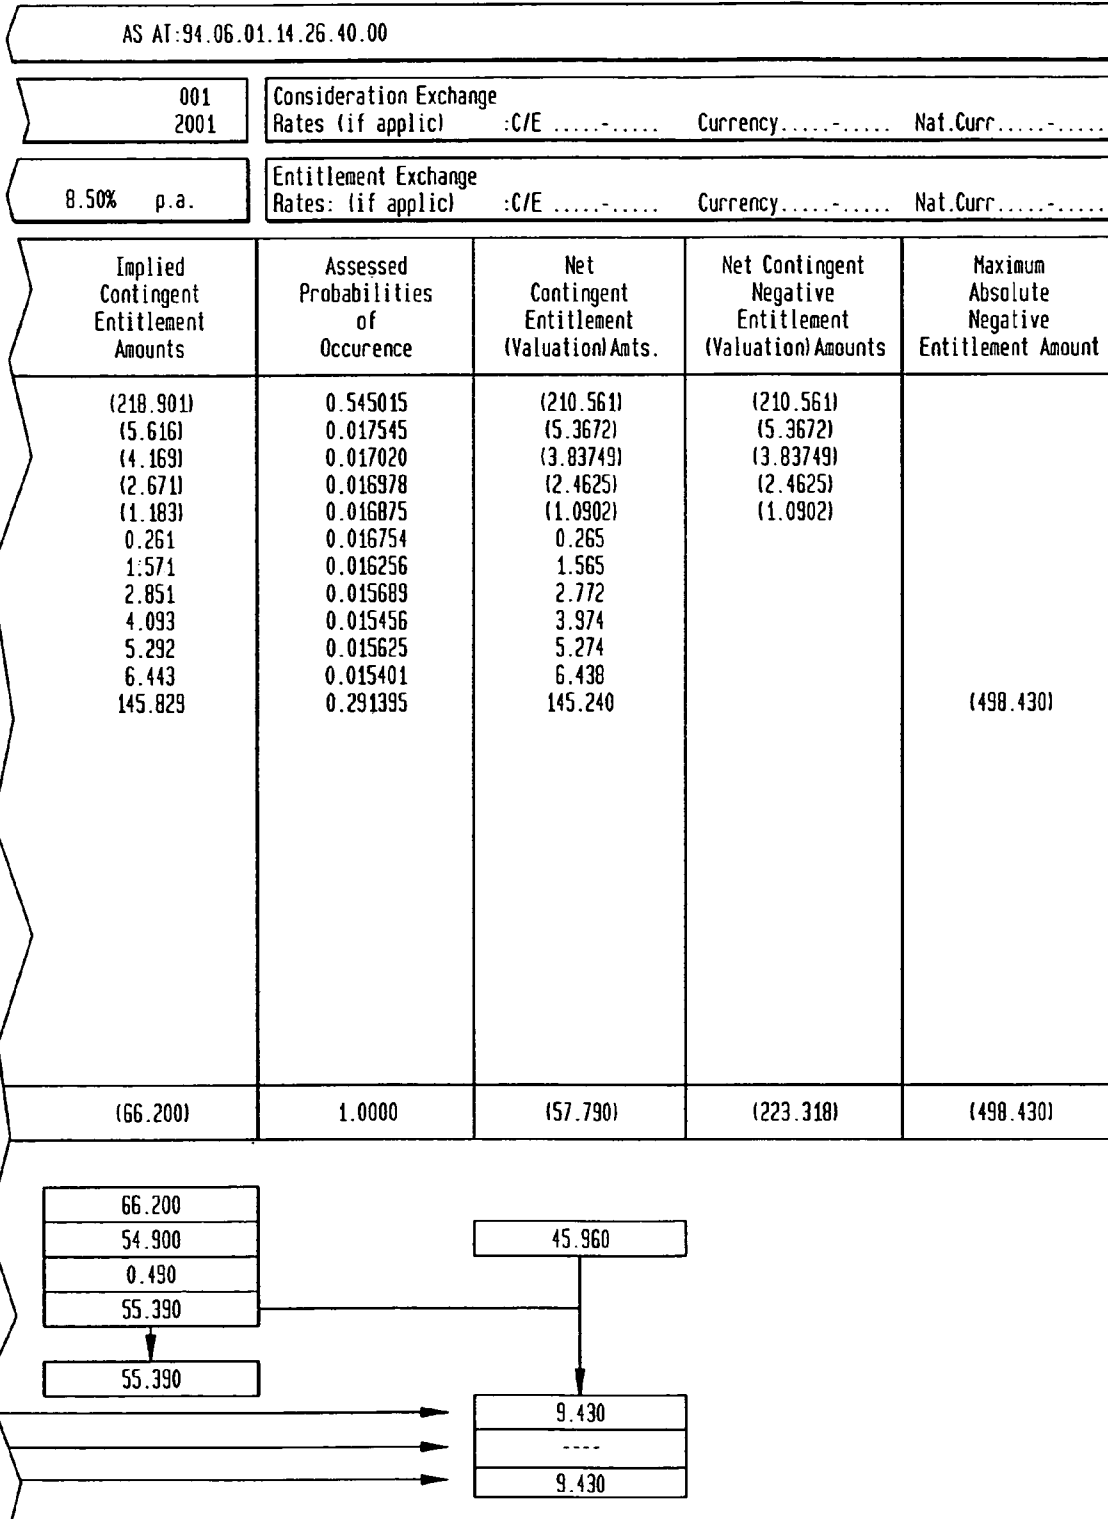 AS AT:94.06.01.14.26.40.00
001
2001
Consideration Exchange
Rates (if applic) :C/E .....-..... Currency.....-..... Nat.Curr.....-.....
8.50% p.a.
Entitlement Exchange
Rates: (if applic) :C/E .....-..... Currency.....-..... Nat.Curr.....-.....
Implied Contingent Entitlement Amounts
Assessed Probabilities of Occurence
Net Contingent Entitlement (Valuation)Amts.
Net Contingent Negative Entitlement (Valuation)Amounts
Maximum Absolute Negative Entitlement Amount
(218.901) 0.545015 (210.561) (210.561)
(5.616) 0.017545 (5.3672) (5.3672)
(4.169) 0.017020 (3.83749) (3.83749)
(2.671) 0.016978 (2.4625) (2.4625)
(1.183) 0.016875 (1.0902) (1.0902)
0.261 0.016754 0.265
1.571 0.016256 1.565
2.851 0.015689 2.772
4.093 0.015456 3.974
5.292 0.015625 5.274
6.443 0.015401 6.438
145.829 0.291395 145.240 (498.430)
(66.200) 1.0000 (57.790) (223.318) (498.430)
66.200
54.900 45.960
0.490
55.390
55.390
9.430
----
9.430